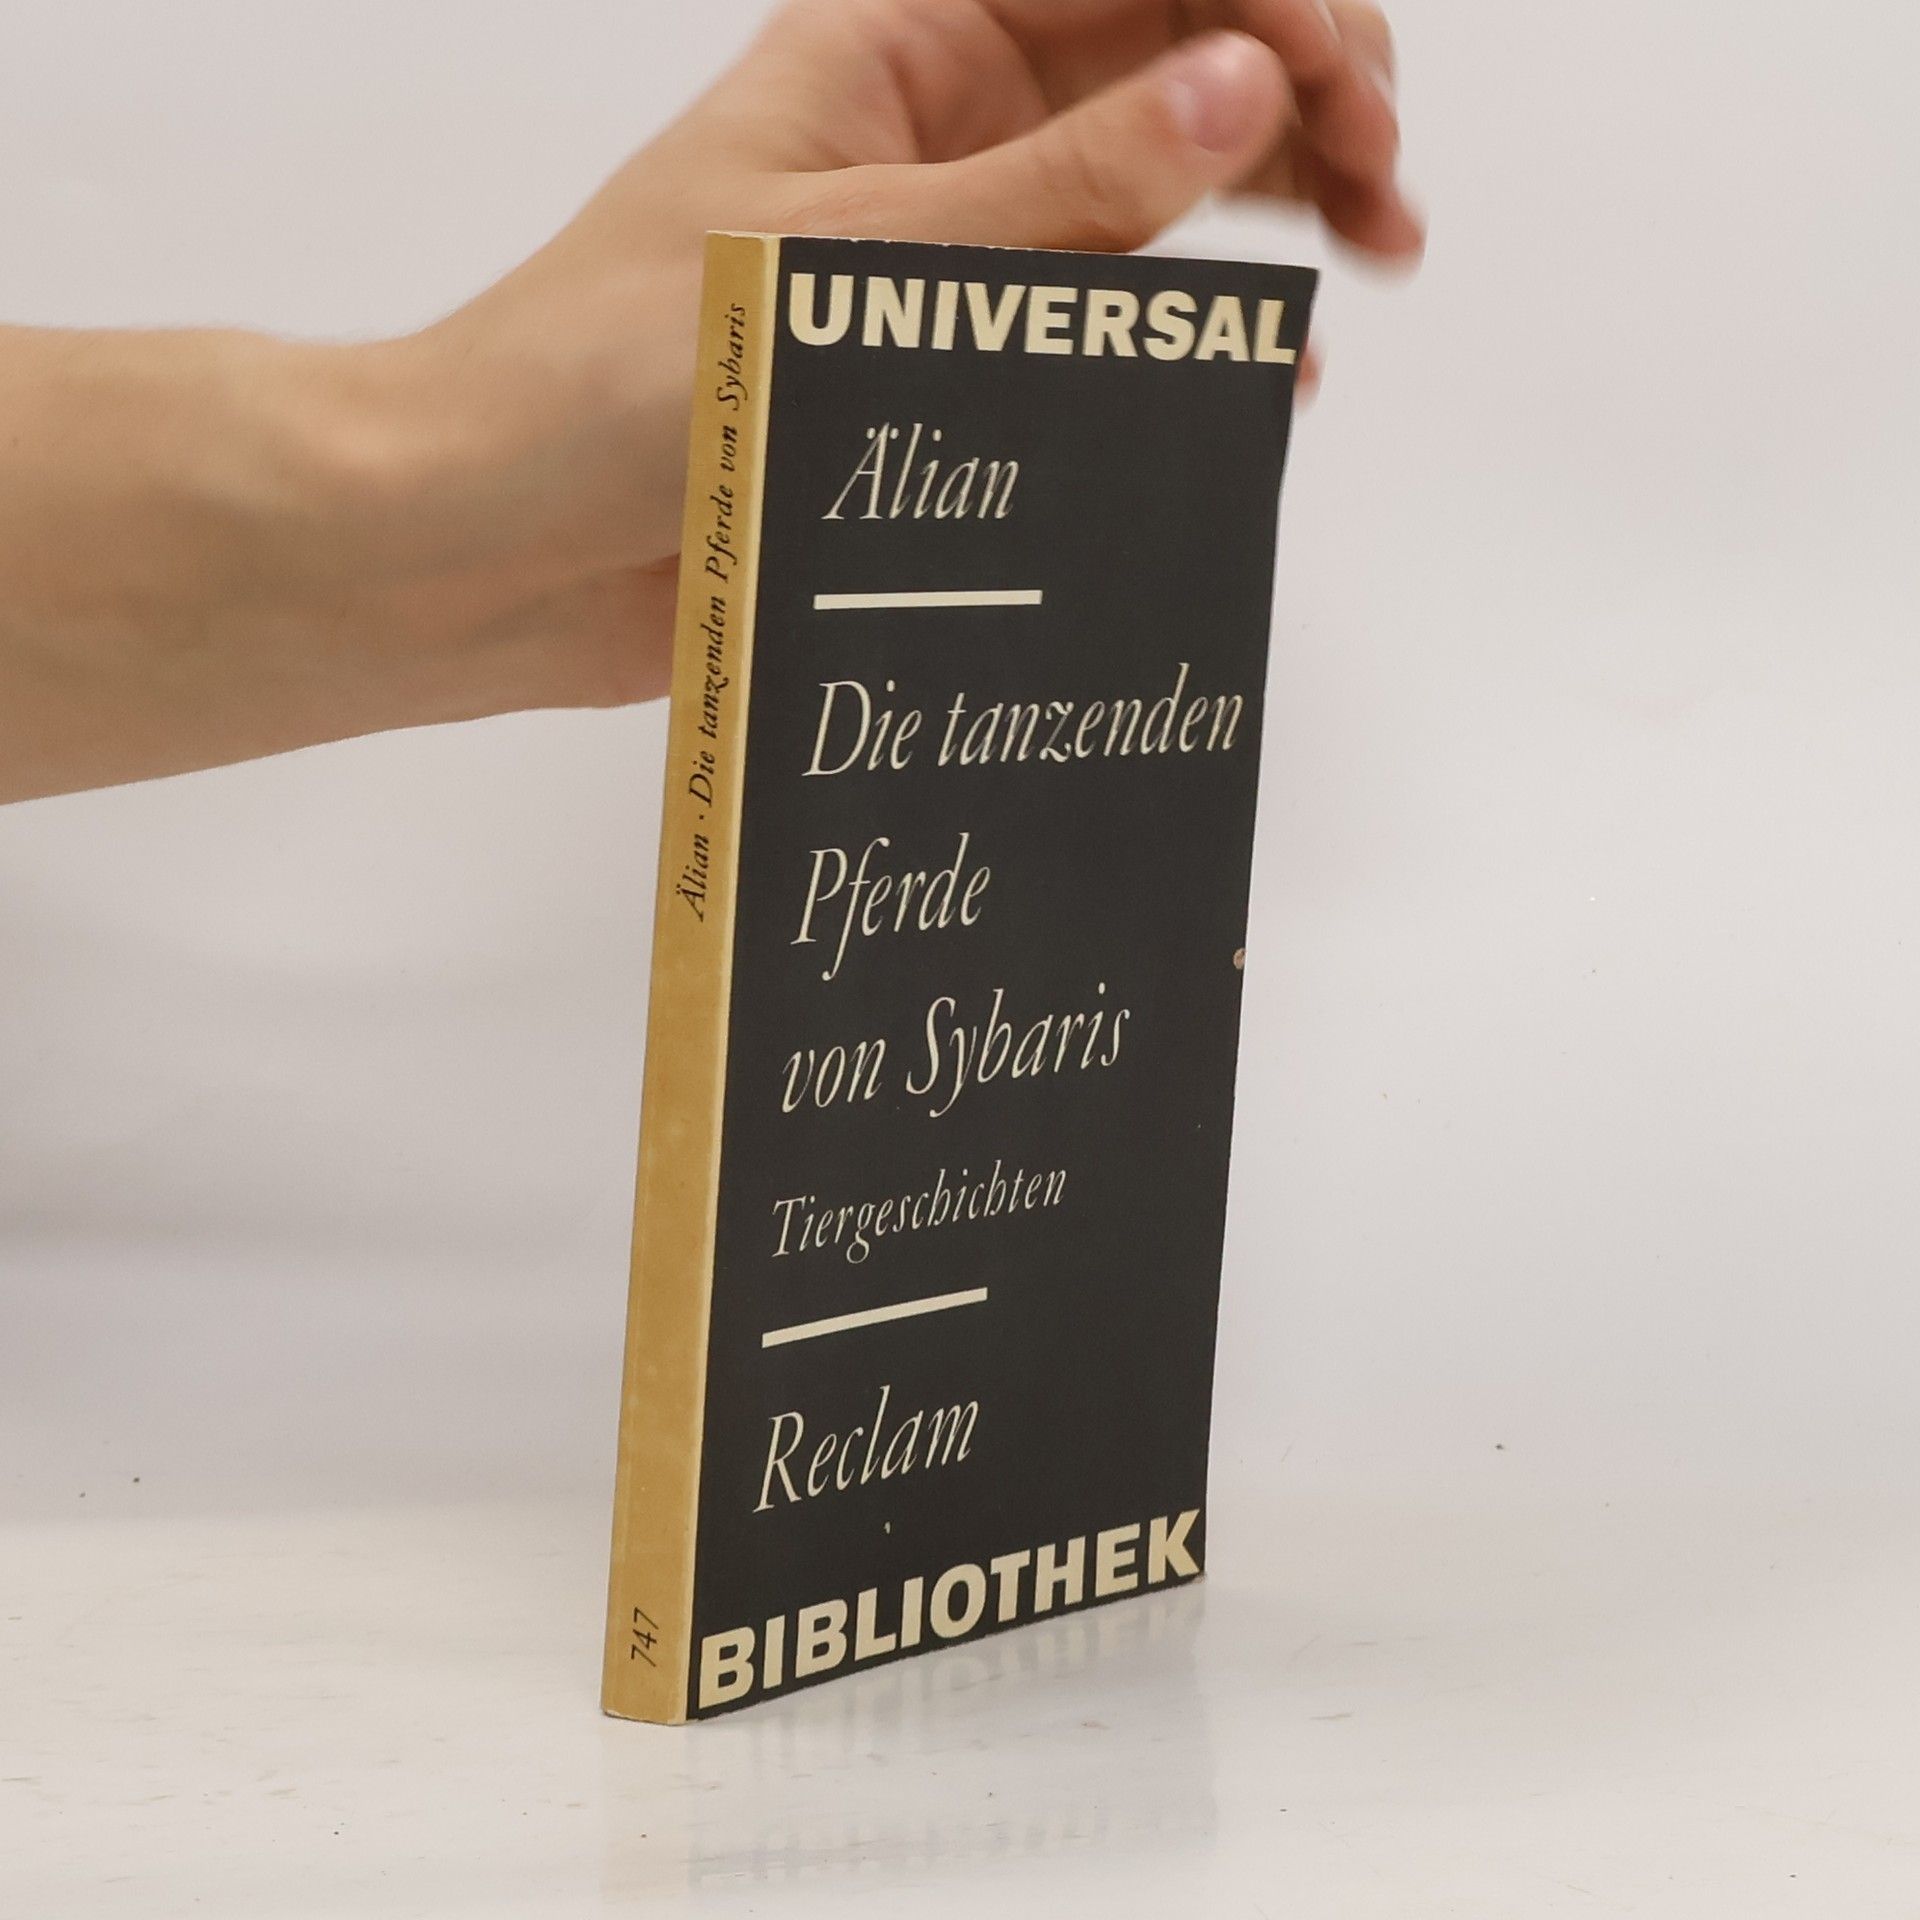 UNIVERSAL
Älian
Die tanzenden
Pferde
von Sybaris
Tiergeschichten
Reclam
BIBLIOTHEK
Älian · Die tanzenden Pferde von Sybaris
747